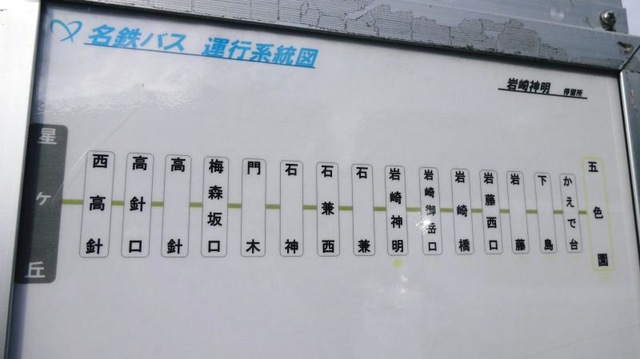 名鉄バス 運行系統図
岩崎神明 停留所
星ヶ丘
西高針
高針口
高針
梅森坂口
門木
石神
石兼西
石兼
岩崎神明
岩崎御岳口
岩崎橋
岩藤西口
岩藤
下島
かえで台
五色園